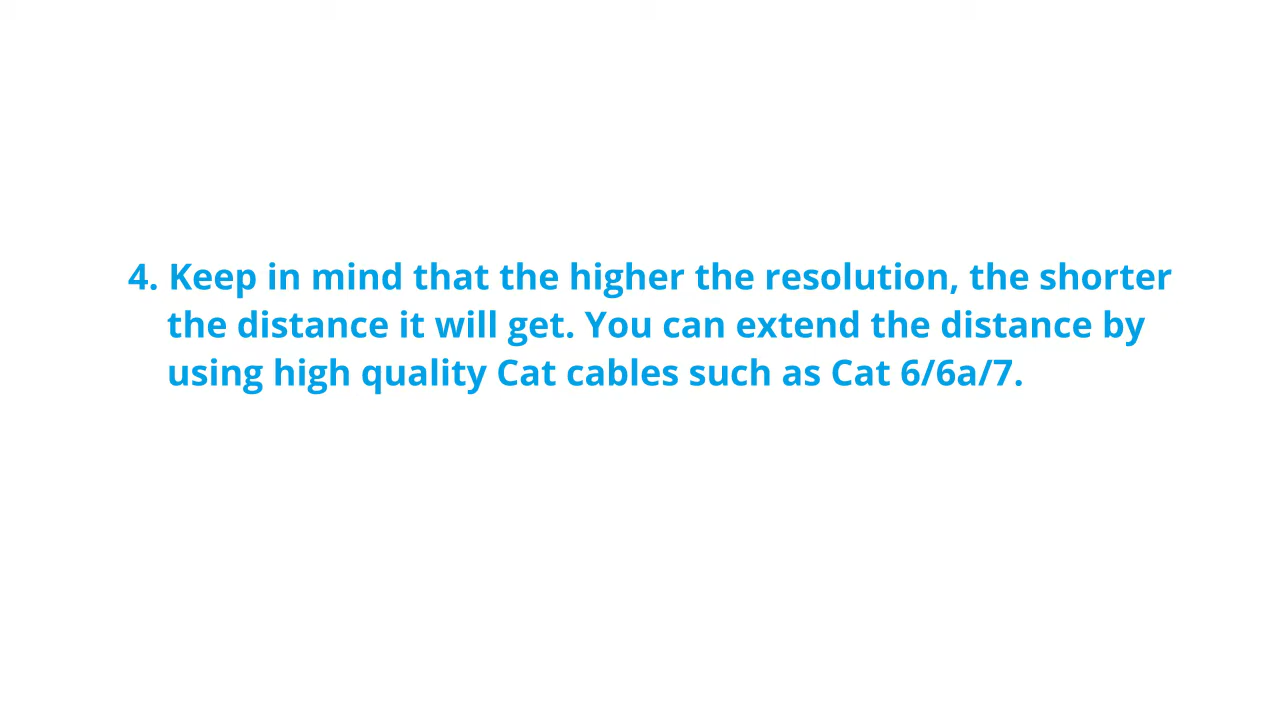 4. Keep in mind that the higher the resolution, the shorter
the distance it will get. You can extend the distance by
using high quality Cat cables such as Cat 6/6a/7.